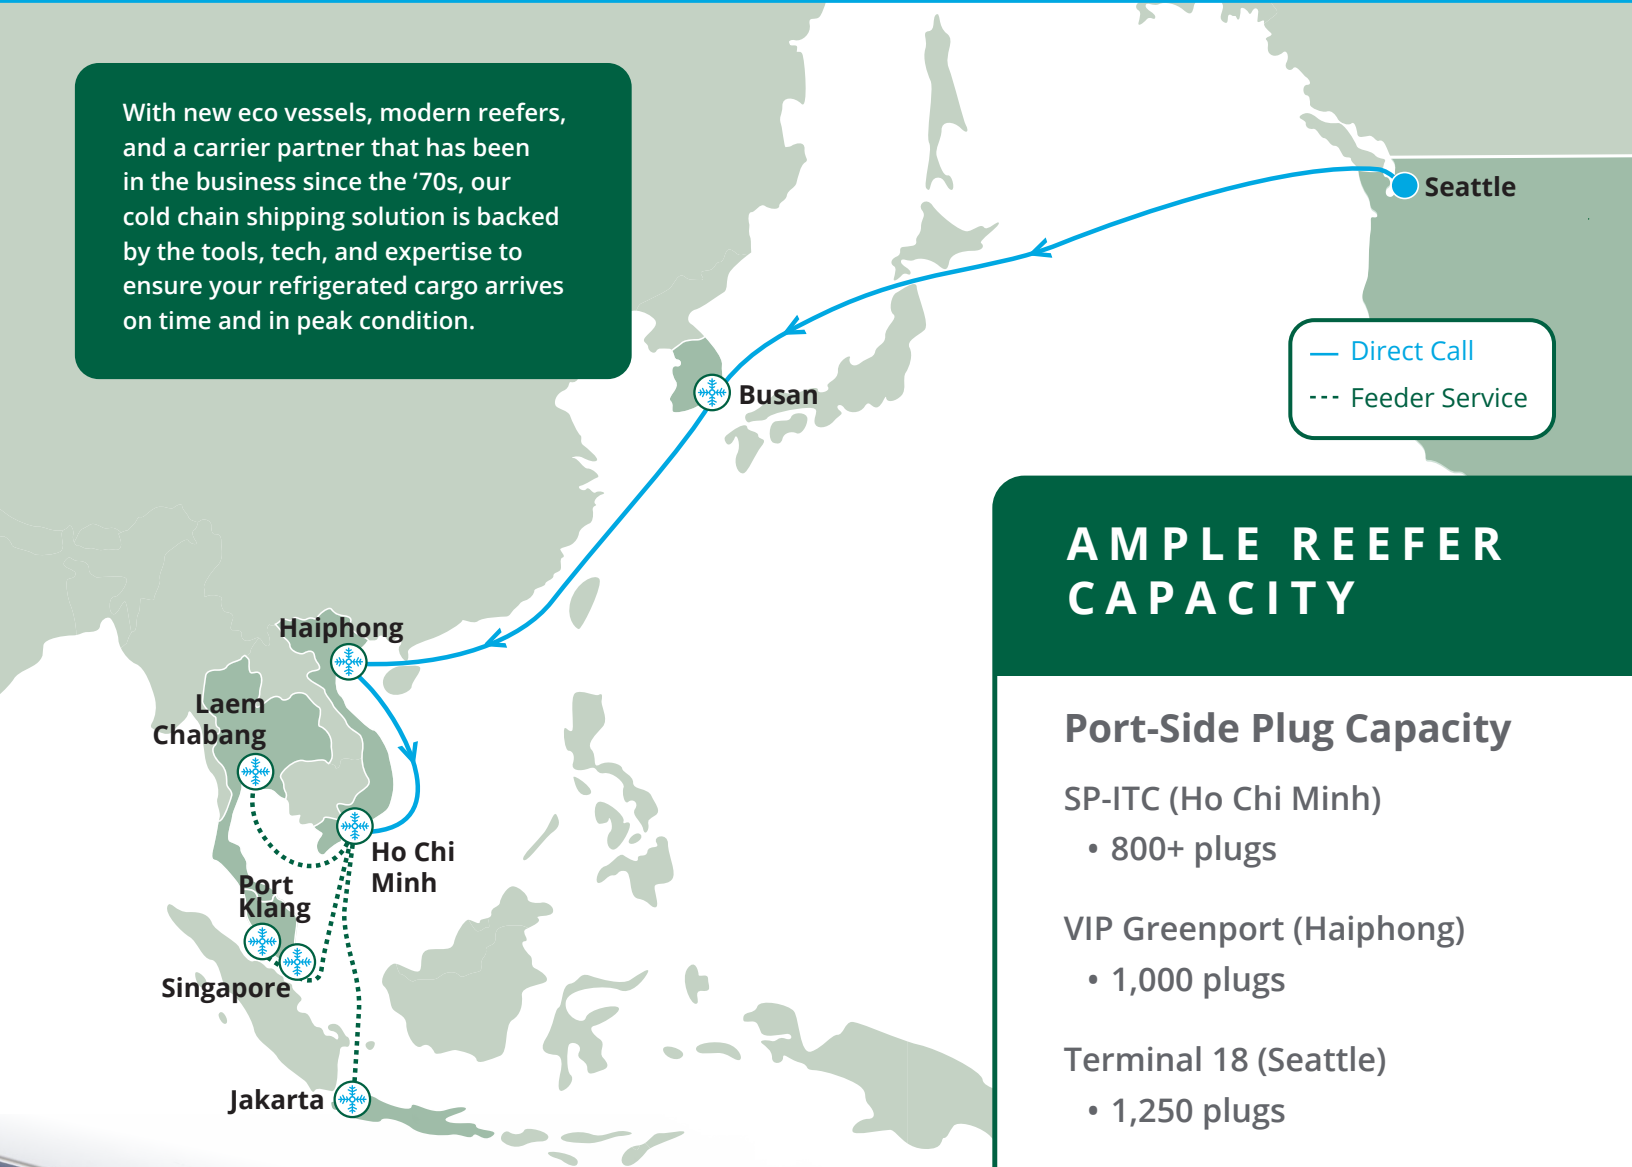 With new eco vessels, modern reefers,
and a carrier partner that has been
in the business since the ‘70s, our
cold chain shipping solution is backed
by the tools, tech, and expertise to
ensure your refrigerated cargo arrives
on time and in peak condition.
Seattle
Direct Call
Feeder Service
Busan
Haiphong
Laem
Chabang
Ho Chi
Minh
Port
Klang
Singapore
Jakarta
AMPLE REEFER
CAPACITY
Port-Side Plug Capacity
SP-ITC (Ho Chi Minh)
• 800+ plugs
VIP Greenport (Haiphong)
• 1,000 plugs
Terminal 18 (Seattle)
• 1,250 plugs